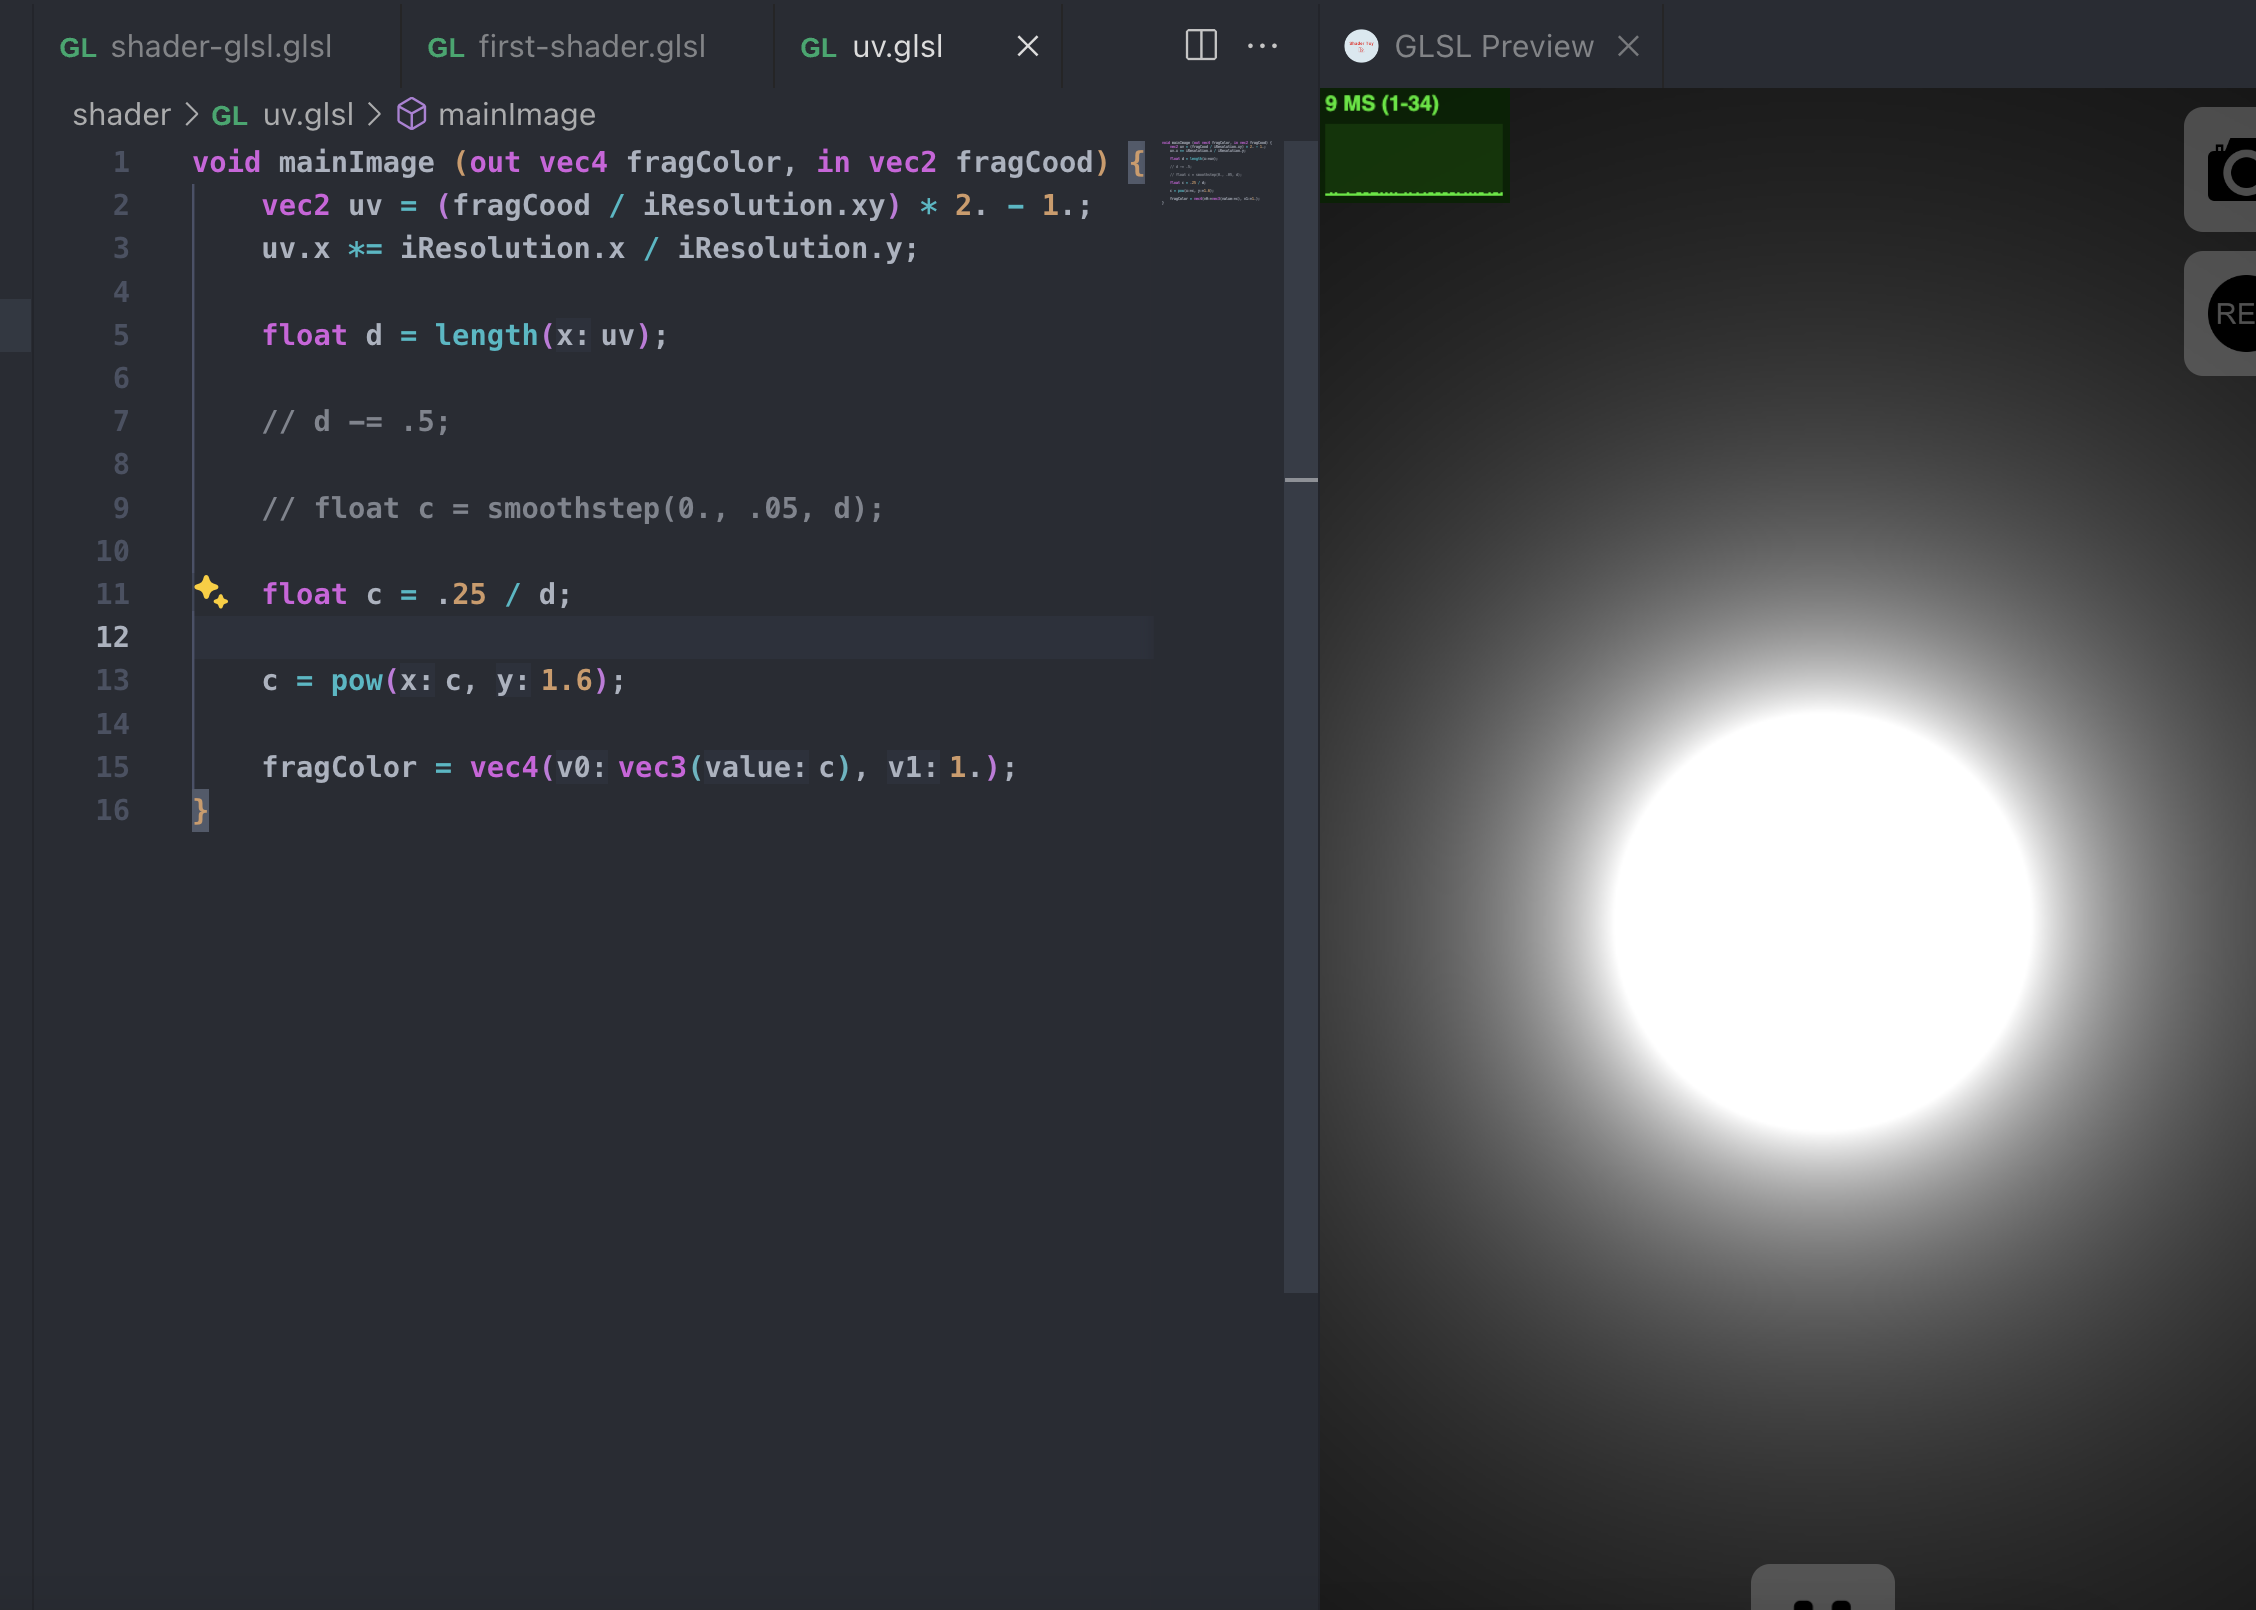 GL shader-glsl.glsl GL first-shader.glsl GL uv.glsl GLSL Preview
shader > GL uv.glsl > mainImage
9 MS (1-34)
1 void mainImage (out vec4 fragColor, in vec2 fragCood) {
2 vec2 uv = (fragCood / iResolution.xy) * 2. - 1.;
3 uv.x *= iResolution.x / iResolution.y;
4
5 float d = length(x: uv);
6
7 // d -= .5;
8
9 // float c = smoothstep(0., .05, d);
10
11 float c = .25 / d;
12
13 c = pow(x: c, y: 1.6);
14
15 fragColor = vec4(v0: vec3(value: c), v1: 1.);
16 }
RE